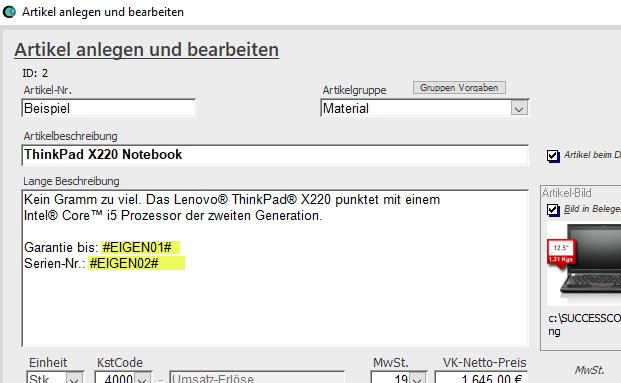 Artikel anlegen und bearbeiten
Artikel anlegen und bearbeiten
ID: 2
Artikel-Nr.
Artikelgruppe
Gruppen Vorgaben
Beispiel
Material
Artikelbeschreibung
ThinkPad X220 Notebook
Artikel beim D
Lange Beschreibung
Kein Gramm zu viel. Das Lenovo® ThinkPad® X220 punktet mit einem
Intel® Core™ i5 Prozessor der zweiten Generation.
Garantie bis: #EIGEN01#
Serien-Nr.: #EIGEN02#
Artikel-Bild
Bild in Belege
12.5"
1.31 Kgs
c:\SUCCESSCO
ng
Einheit
KstCode
MwSt.
VK-Netto-Preis
MwSt.
Stk
4000
- Umsatz-Erlöse
19
1.645,00 €